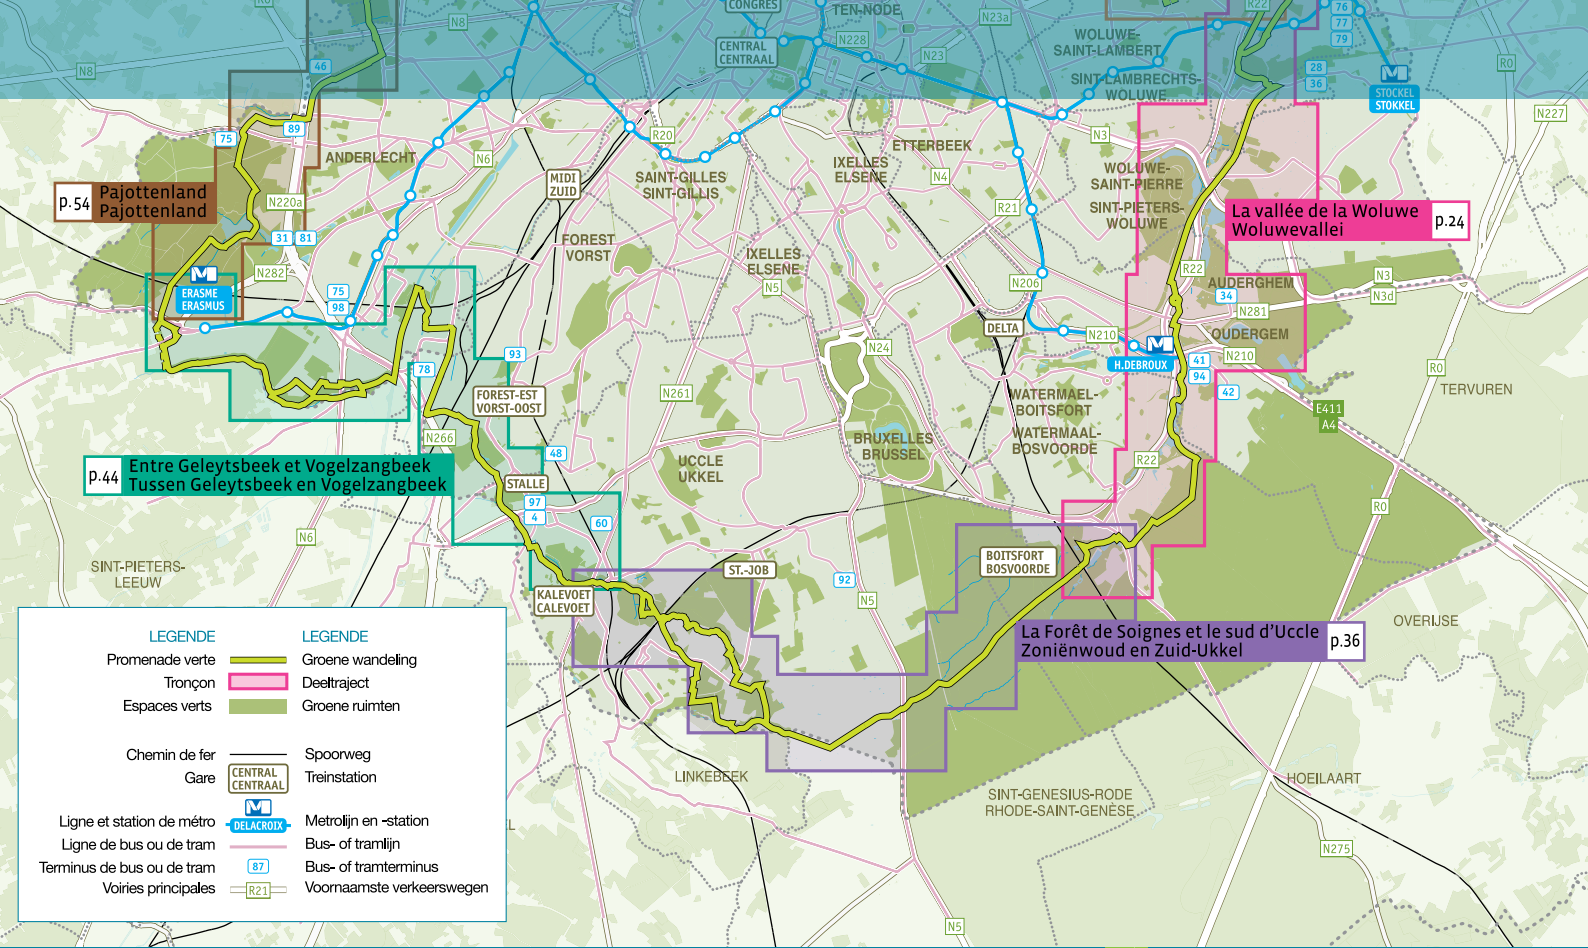 R0
N8
CONGRÈS
TEN-NODE
N23a
R22
76
77
79
WOLUWE-
SAINT-LAMBERT
CENTRAL
CENTRAAL
N228
N23
N8
46
SINT-LAMBRECHTS-
WOLUWE
28
36
R0
STOCKEL
STOKKEL
N227
75
89
ANDERLECHT
N6
R20
N3
ETTERBEEK
IXELLES
ELSENE
N4
MIDI
ZUID
SAINT-GILLES
SINT-GILLIS
WOLUWE-
SAINT-PIERRE
SINT-PIETERS-
WOLUWE
p.54
Pajottenland
Pajottenland
N220a
R21
La vallée de la Woluwe
Woluwevallei
p.24
31
81
FOREST
VORST
IXELLES
ELSENE
N282
N5
R22
N3
N3d
ERASME
ERASMUS
75
98
N206
AUDERGHEM
34
N281
OUDERGEM
DELTA
N210
N210
N24
93
78
H.DEBROUX
41
94
42
R0
TERVUREN
FOREST-EST
VORST-OOST
N261
WATERMAEL-
BOITSFORT
WATERMAAL-
BOSVOORDE
E411
A4
N266
BRUXELLES
BRUSSEL
48
UCCLE
UKKEL
R22
p.44
Entre Geleytsbeek et Vogelzangbeek
Tussen Geleytsbeek en Vogelzangbeek
STALLE
97
4
60
R0
N6
SINT-PIETERS-
LEEUW
ST.-JOB
92
BOITSFORT
BOSVOORDE
KALEVOET
CALEVOET
N5
OVERIJSE
La Forêt de Soignes et le sud d’Uccle
Zoniënwoud en Zuid-Ukkel
p.36
LINKEBEEK
HOEILAART
SINT-GENESIUS-RODE
RHODE-SAINT-GENÈSE
N275
N5
LEGENDE
LEGENDE
Promenade verte
Groene wandeling
Tronçon
Deeltraject
Espaces verts
Groene ruimten
Chemin de fer
Spoorweg
Gare
CENTRAL
CENTRAAL
Treinstation
Ligne et station de métro
DELACROIX
Metrolijn en -station
Ligne de bus ou de tram
Bus- of tramlijn
Terminus de bus ou de tram
87
Bus- of tramterminus
Voiries principales
R21
Voornaamste verkeerswegen